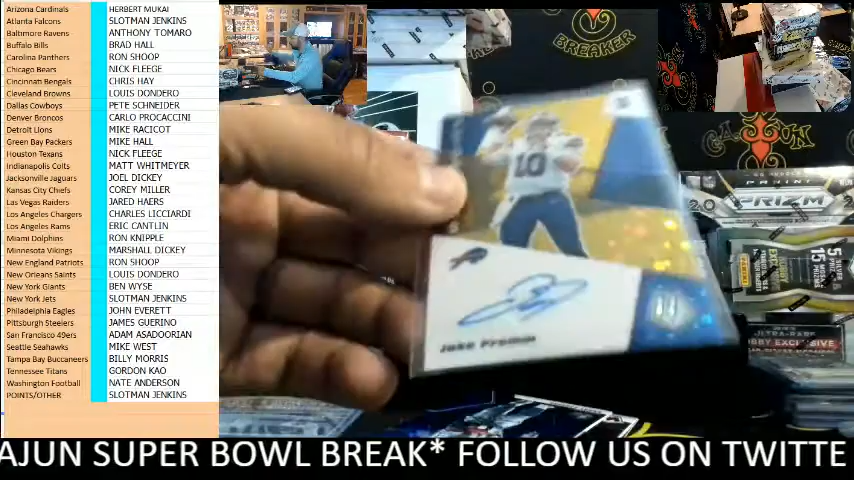 Arizona Cardinals HERBERT MUKAI
Atlanta Falcons SLOTMAN JENKINS
Baltimore Ravens ANTHONY TOMARO
Buffalo Bills BRAD HALL
Carolina Panthers RON SHOOP
Chicago Bears NICK FLEEGE
Cincinnati Bengals CHRIS HAY
Cleveland Browns LOUIS DONDERO
Dallas Cowboys PETE SCHNEIDER
Denver Broncos CARLO PROCACCINI
Detroit Lions MIKE RACICOT
Green Bay Packers MIKE HALL
Houston Texans NICK FLEEGE
Indianapolis Colts MATT WHITMEYER
Jacksonville Jaguars JOEL DICKEY
Kansas City Chiefs COREY MILLER
Las Vegas Raiders JARED HAERS
Los Angeles Chargers CHARLES LICCIARDI
Los Angeles Rams ERIC CANTLIN
Miami Dolphins RON KNIPPLE
Minnesota Vikings MARSHALL DICKEY
New England Patriots RON SHOOP
New Orleans Saints LOUIS DONDERO
New York Giants BEN WYSE
New York Jets SLOTMAN JENKINS
Philadelphia Eagles JOHN EVERETT
Pittsburgh Steelers JAMES GUERINO
San Francisco 49ers ADAM ASADOORIAN
Seattle Seahawks MIKE WEST
Tampa Bay Buccaneers BILLY MORRIS
Tennessee Titans GORDON KAO
Washington Football NATE ANDERSON
POINTS/OTHER SLOTMAN JENKINS
BREAKER
10
Jake Fromm
PANINI
PRIZM
ULTRA-RARE
HOBBY EXCLUSIVE
AJUN SUPER BOWL BREAK* FOLLOW US ON TWITTE